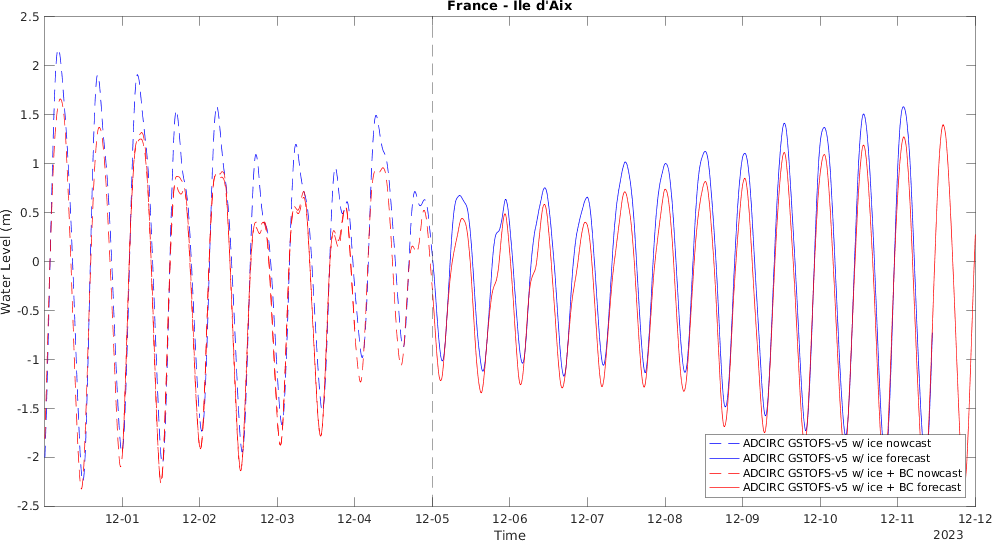 France - Ile d'Aix
2.5
2
1.5
1
0.5
0
-0.5
-1
-1.5
-2
-2.5
Water Level (m)
ADCIRC GSTOFS-v5 w/ ice nowcast
ADCIRC GSTOFS-v5 w/ ice forecast
ADCIRC GSTOFS-v5 w/ ice + BC nowcast
ADCIRC GSTOFS-v5 w/ ice + BC forecast
12-01 12-02 12-03 12-04 12-05 12-06 12-07 12-08 12-09 12-10 12-11 12-12
Time
2023